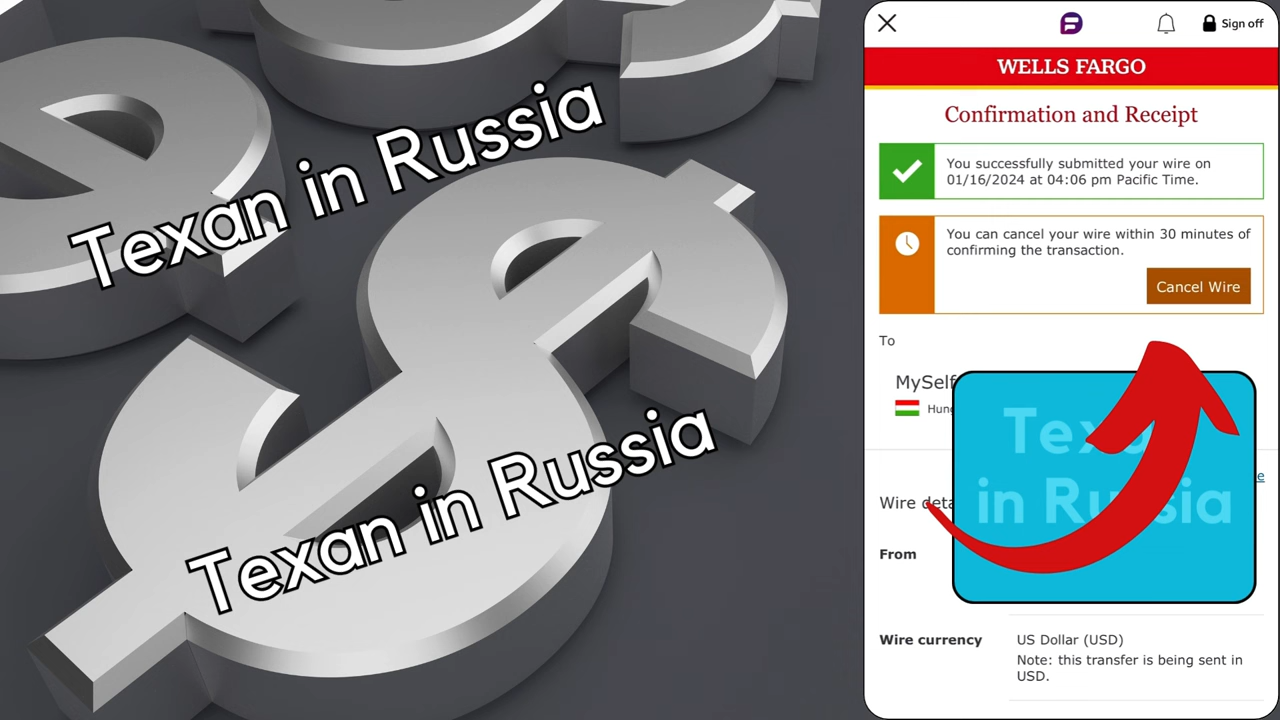 Texan in Russia
Texan in Russia
Sign off
WELLS FARGO
Confirmation and Receipt
You successfully submitted your wire on
01/16/2024 at 04:06 pm Pacific Time.
You can cancel your wire within 30 minutes of
confirming the transaction.
Cancel Wire
To
MySelf
Wire
From
in Russia
Wire currency
US Dollar (USD)
Note: this transfer is being sent in
USD.